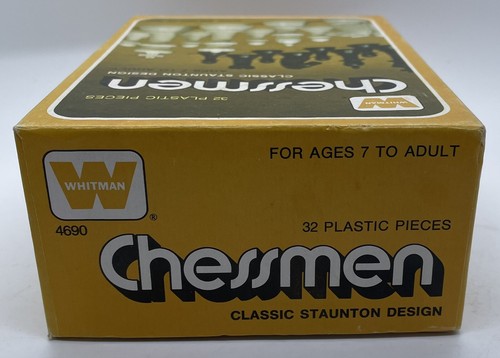 32 PLASTIC PIECES
Chessmen
CLASSIC STAUNTON DESIGN
WHITMAN
W
WHITMAN
®
4690
FOR AGES 7 TO ADULT
32 PLASTIC PIECES
Chessmen
CLASSIC STAUNTON DESIGN